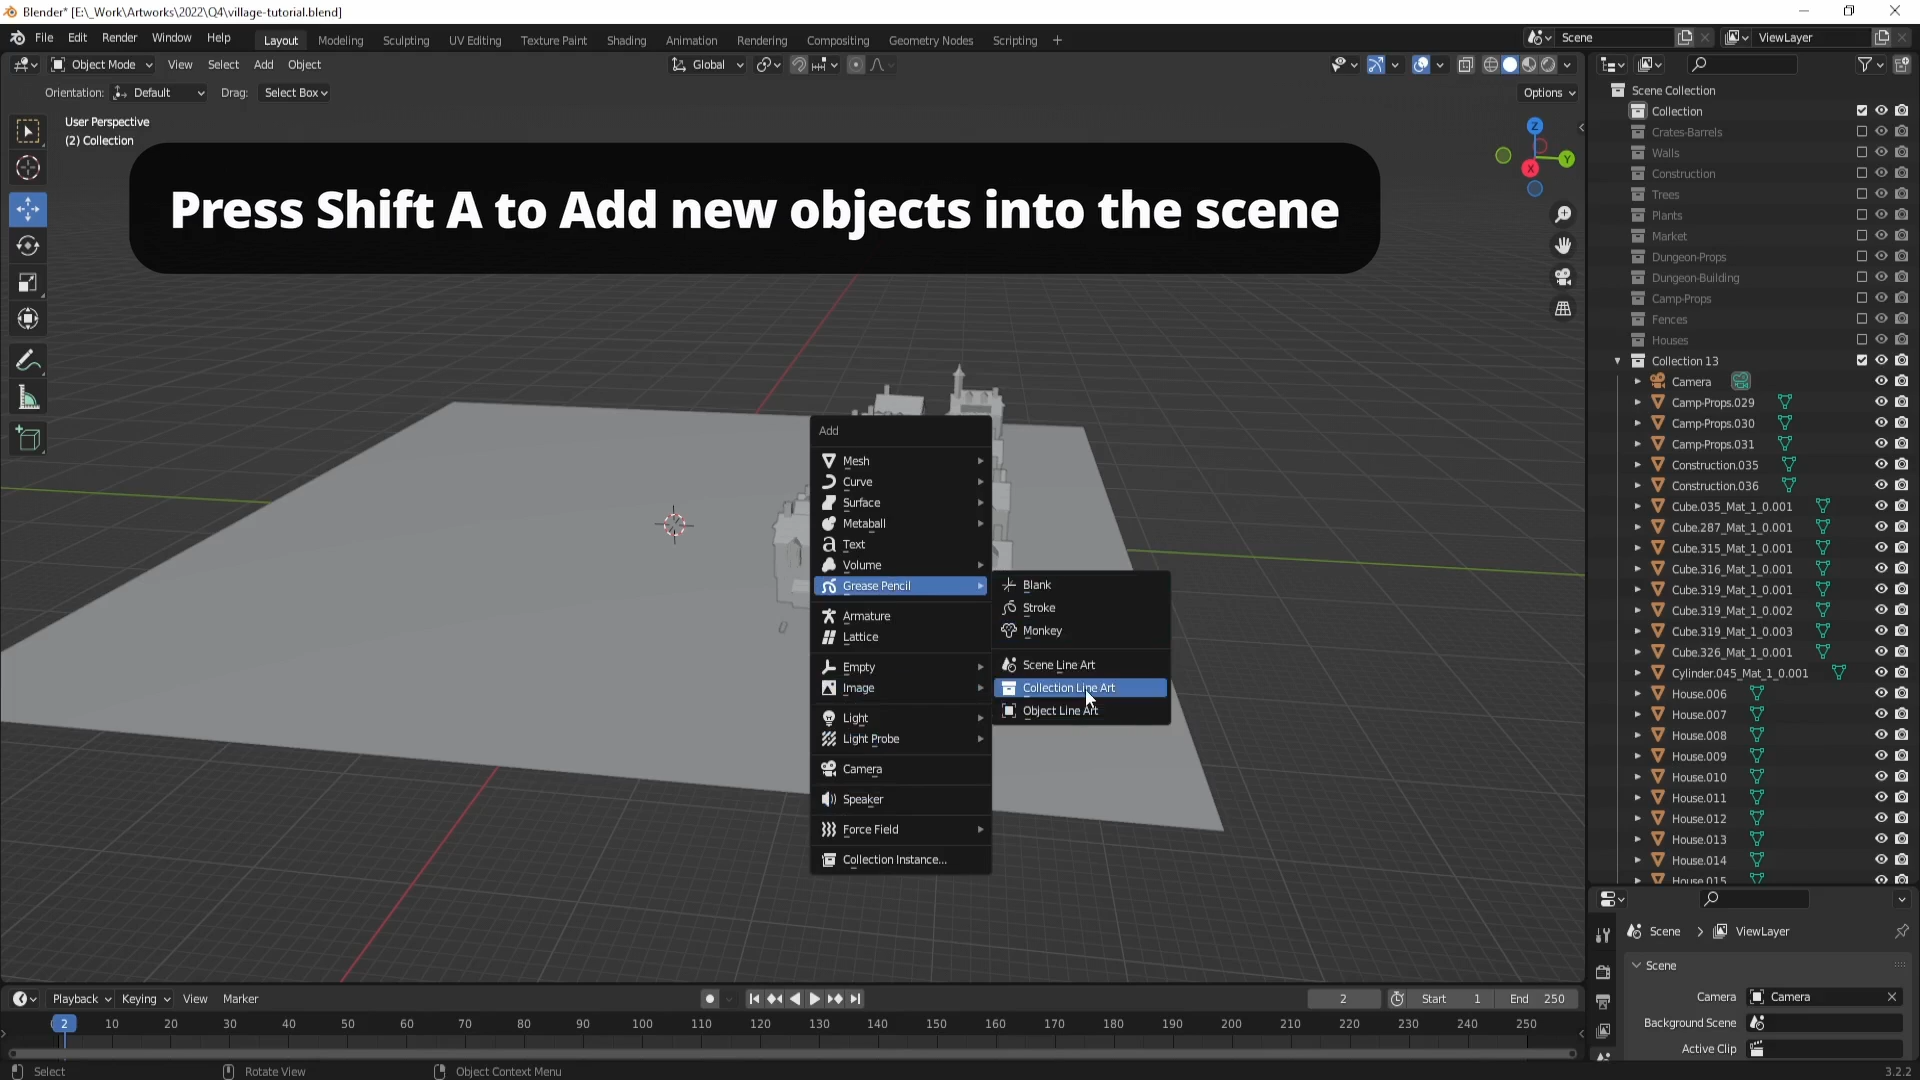 Blender* [E:\_Work\Artworks\2022\Q4\village-tutorial.blend]
File Edit Render Window Help Layout Modeling Sculpting UV Editing Texture Paint Shading Animation Rendering Compositing Geometry Nodes Scripting + Scene ViewLayer
Object Mode View Select Add Object Global
Orientation: Default Drag: Select Box Options
User Perspective
(2) Collection
Press Shift A to Add new objects into the scene
Z
Y
X
Add
Mesh
Curve
Surface
Metaball
Text
Volume
Grease Pencil
Armature
Lattice
Empty
Image
Light
Light Probe
Camera
Speaker
Force Field
Collection Instance...
Blank
Stroke
Monkey
Scene Line Art
Collection Line Art
Object Line Art
Scene Collection
Collection
Crates-Barrels
Walls
Construction
Trees
Plants
Market
Dungeon-Props
Dungeon-Building
Camp-Props
Fences
Houses
Collection 13
Camera
Camp-Props.029
Camp-Props.030
Camp-Props.031
Construction.035
Construction.036
Cube.035_Mat_1_0.001
Cube.287_Mat_1_0.001
Cube.315_Mat_1_0.001
Cube.316_Mat_1_0.001
Cube.319_Mat_1_0.001
Cube.319_Mat_1_0.002
Cube.319_Mat_1_0.003
Cube.326_Mat_1_0.001
Cylinder.045_Mat_1_0.001
House.006
House.007
House.008
House.009
House.010
House.011
House.012
House.013
House.014
House.015
Scene > ViewLayer
Scene
Camera Camera
Background Scene
Active Clip
Playback Keying View Marker 2 Start 1 End 250
2 10 20 30 40 50 60 70 80 90 100 110 120 130 140 150 160 170 180 190 200 210 220 230 240 250
Select Rotate View Object Context Menu 3.2.2